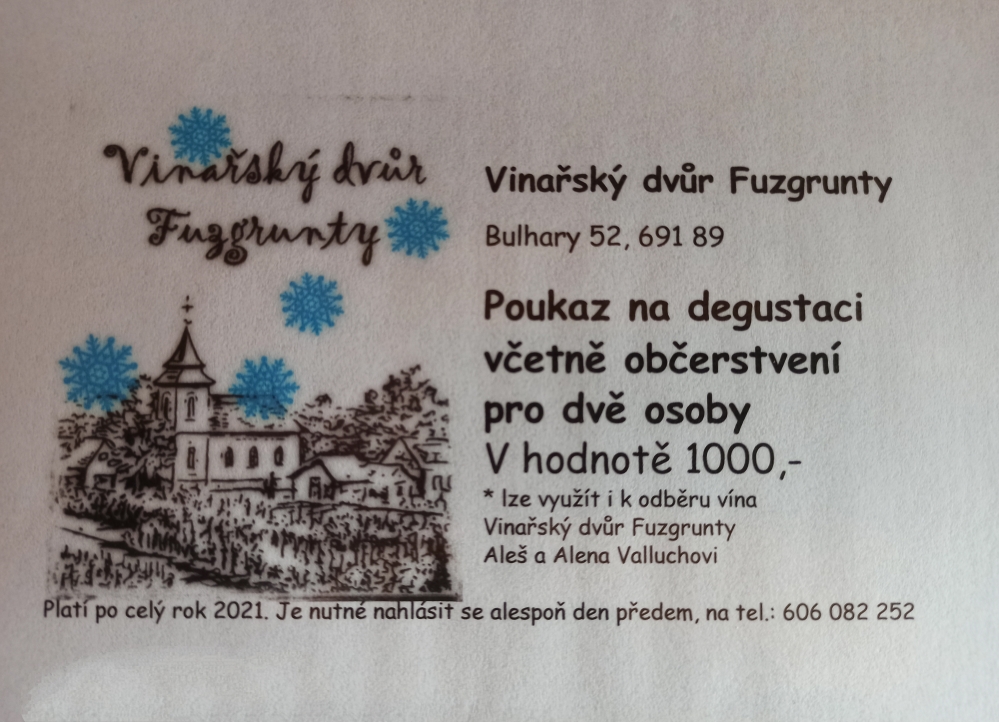 Vinařský dvůr
Fuzgrunty
Vinařský dvůr Fuzgrunty
Bulhary 52, 691 89
Poukaz na degustaci
včetně občerstvení
pro dvě osoby
V hodnotě 1000,-
* lze využít i k odběru vína
Vinařský dvůr Fuzgrunty
Aleš a Alena Valluchovi
Platí po celý rok 2021. Je nutné nahlásit se alespoň den předem, na tel.: 606 082 252